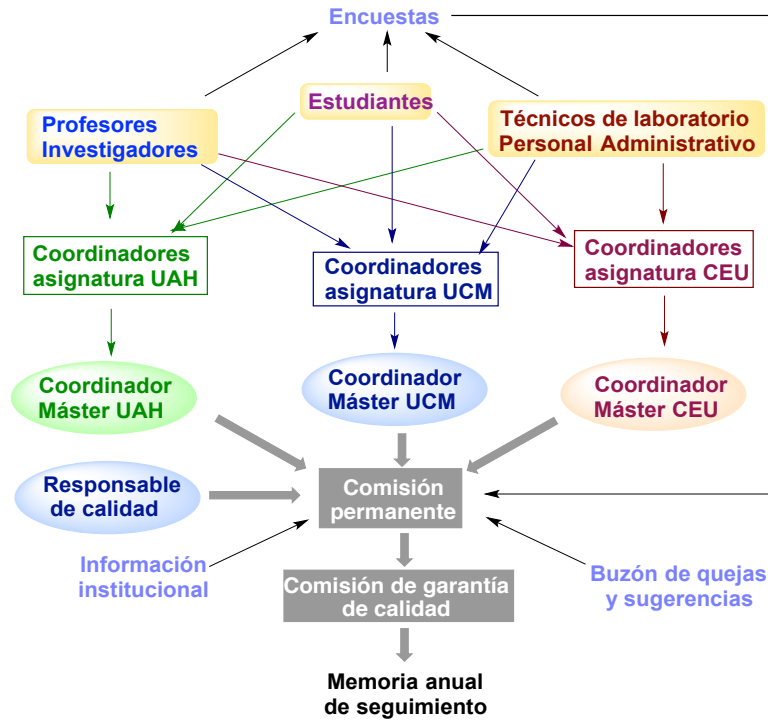 Encuestas
Estudiantes
Profesores
Investigadores
Técnicos de laboratorio
Personal Administrativo
Coordinadores
asignatura UAH
Coordinadores
asignatura UCM
Coordinadores
asignatura CEU
Coordinador
Máster UAH
Coordinador
Máster UCM
Coordinador
Máster CEU
Responsable
de calidad
Comisión
permanente
Información
institucional
Comisión de garantía
de calidad
Buzón de quejas
y sugerencias
Memoria anual
de seguimiento